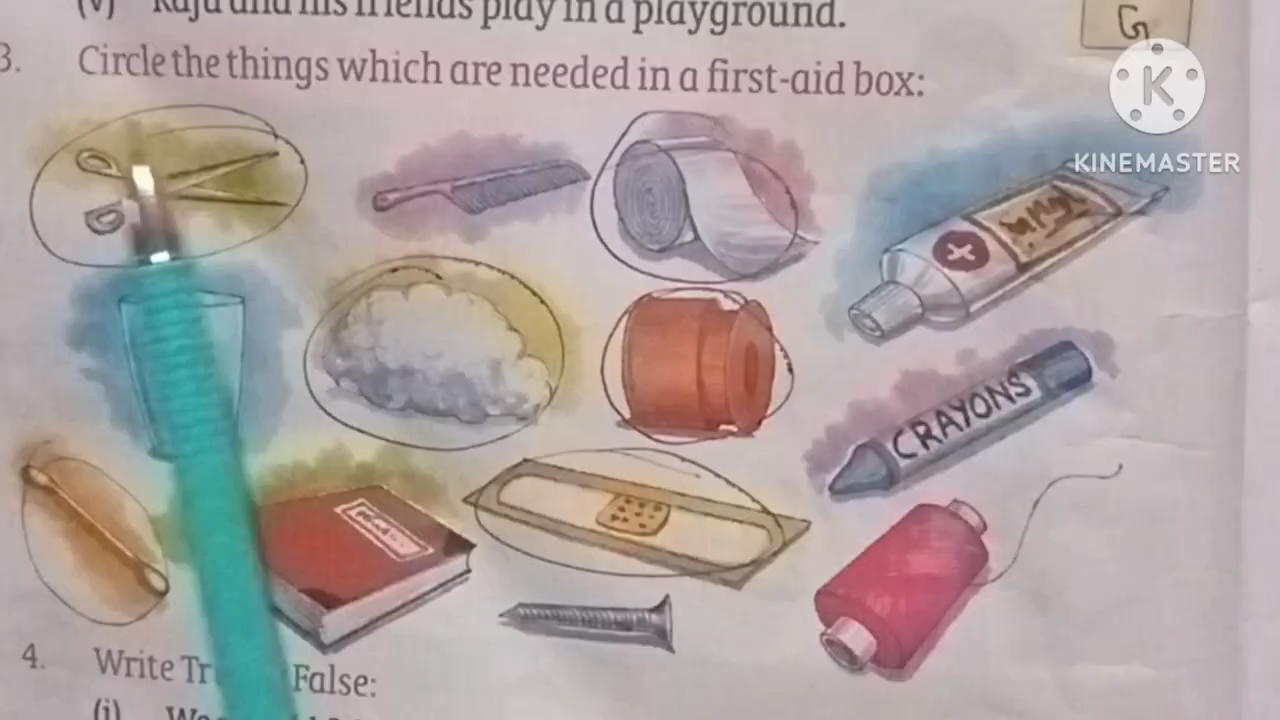 (v) Raju and his friends play in a playground.
G
K
KINEMASTER
3. Circle the things which are needed in a first-aid box:
CRAYONS
4. Write Tr False:
(i)